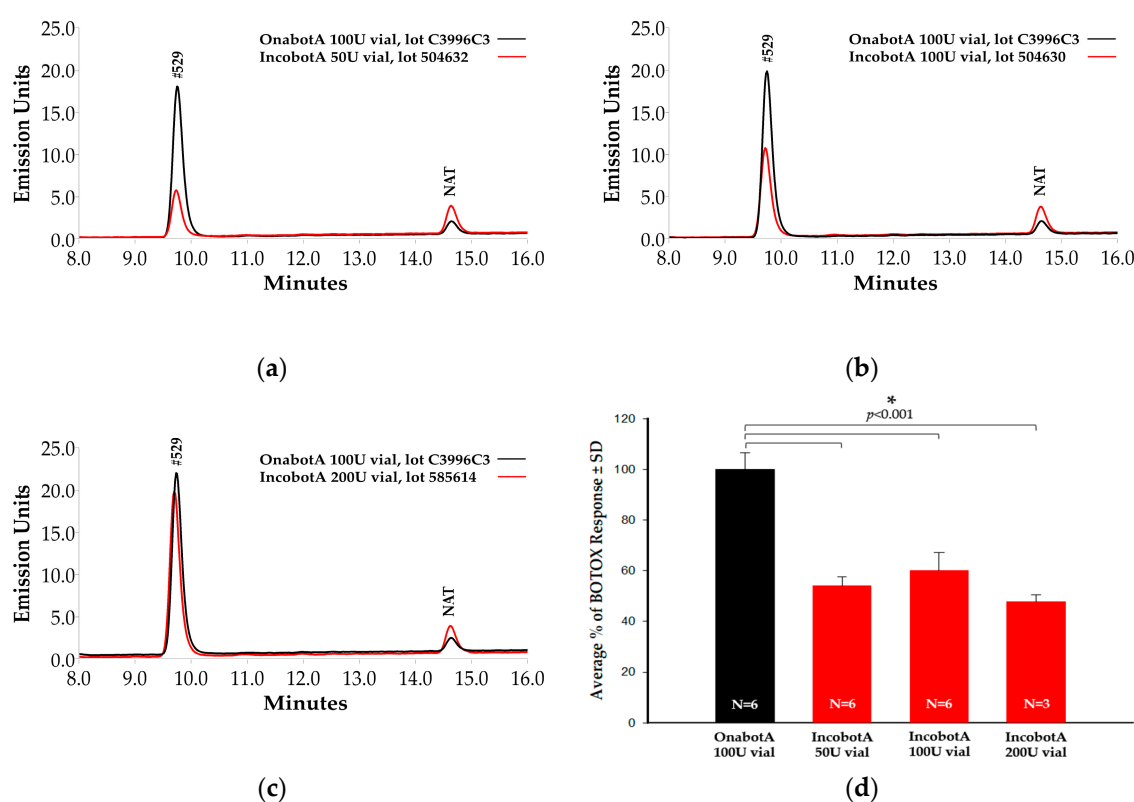 25.0
20.0
15.0
10.0
5.0
0.0
Emission Units
#529
OnabotA 100U vial, lot C3996C3
IncobotA 50U vial, lot 504632
NAT
8.0 9.0 10.0 11.0 12.0 13.0 14.0 15.0 16.0
Minutes
(a)
25.0
20.0
15.0
10.0
5.0
0.0
Emission Units
#529
OnabotA 100U vial, lot C3996C3
IncobotA 100U vial, lot 504630
NAT
8.0 9.0 10.0 11.0 12.0 13.0 14.0 15.0 16.0
Minutes
(b)
25.0
20.0
15.0
10.0
5.0
0.0
Emission Units
#529
OnabotA 100U vial, lot C3996C3
IncobotA 200U vial, lot 585614
NAT
8.0 9.0 10.0 11.0 12.0 13.0 14.0 15.0 16.0
Minutes
(c)
120
100
80
60
40
20
0
Average % of BOTOX Response ± SD
*
p<0.001
N=6 N=6 N=6 N=3
OnabotA IncobotA IncobotA IncobotA
100U vial 50U vial 100U vial 200U vial
(d)